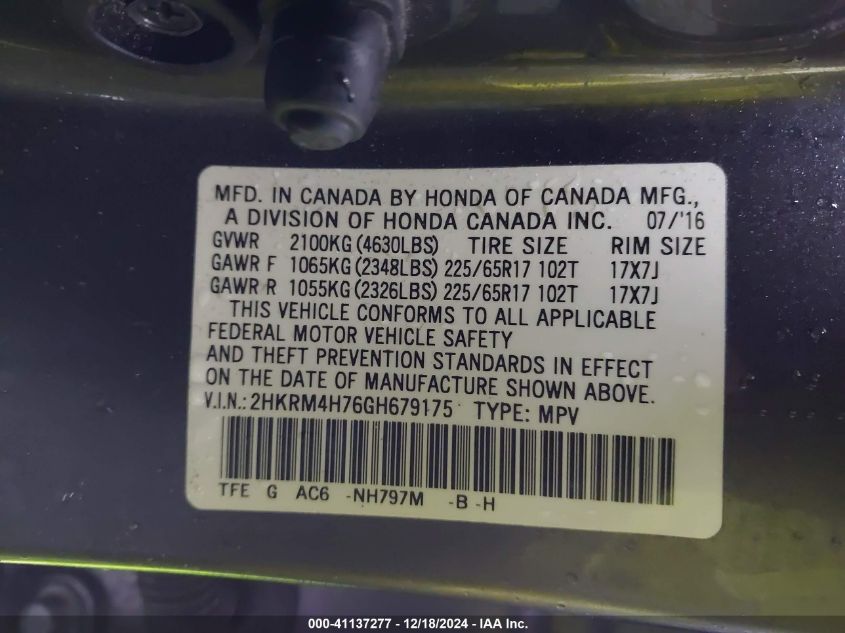 MFD. IN CANADA BY HONDA OF CANADA MFG.,
A DIVISION OF HONDA CANADA INC. 07/'16
GVWR 2100KG (4630LBS) TIRE SIZE RIM SIZE
GAWR F 1065KG (2348LBS) 225/65R17 102T 17X7J
GAWR R 1055KG (2326LBS) 225/65R17 102T 17X7J
THIS VEHICLE CONFORMS TO ALL APPLICABLE
FEDERAL MOTOR VEHICLE SAFETY
AND THEFT PREVENTION STANDARDS IN EFFECT
ON THE DATE OF MANUFACTURE SHOWN ABOVE.
V.I.N.: 2HKRM4H76GH679175 TYPE: MPV
TFE G AC6 -NH797M -B -H
000-41137277 - 12/18/2024 - IAA Inc.